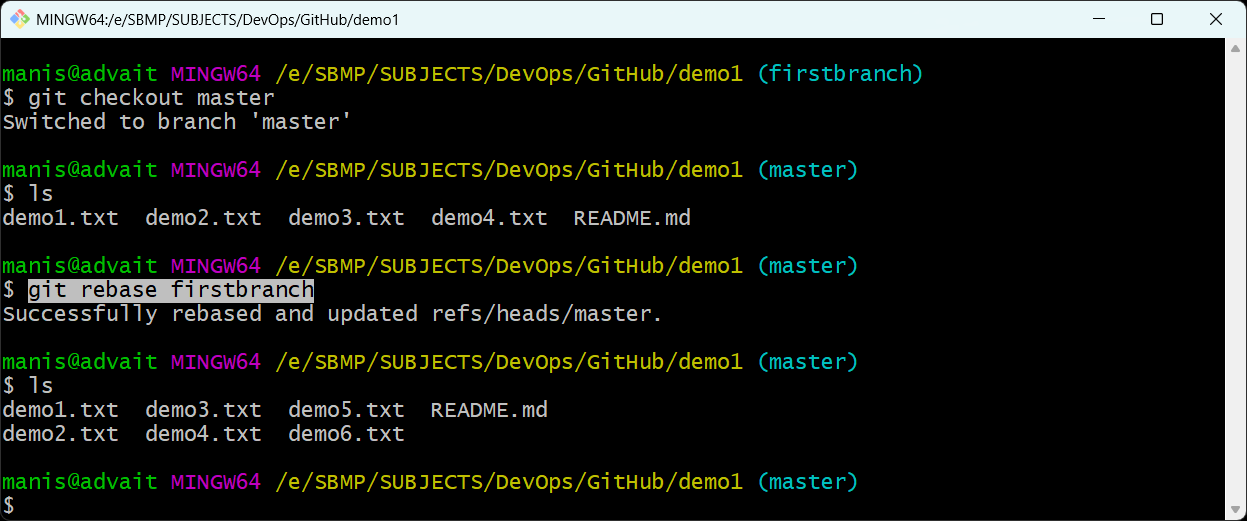 MINGW64:/e/SBMP/SUBJECTS/DevOps/GitHub/demo1
manis@advait MINGW64 /e/SBMP/SUBJECTS/DevOps/GitHub/demo1 (firstbranch)
$ git checkout master
Switched to branch 'master'
manis@advait MINGW64 /e/SBMP/SUBJECTS/DevOps/GitHub/demo1 (master)
$ ls
demo1.txt  demo2.txt  demo3.txt  demo4.txt  README.md
manis@advait MINGW64 /e/SBMP/SUBJECTS/DevOps/GitHub/demo1 (master)
$ git rebase firstbranch
Successfully rebased and updated refs/heads/master.
manis@advait MINGW64 /e/SBMP/SUBJECTS/DevOps/GitHub/demo1 (master)
$ ls
demo1.txt  demo3.txt  demo5.txt  README.md
demo2.txt  demo4.txt  demo6.txt
manis@advait MINGW64 /e/SBMP/SUBJECTS/DevOps/GitHub/demo1 (master)
$